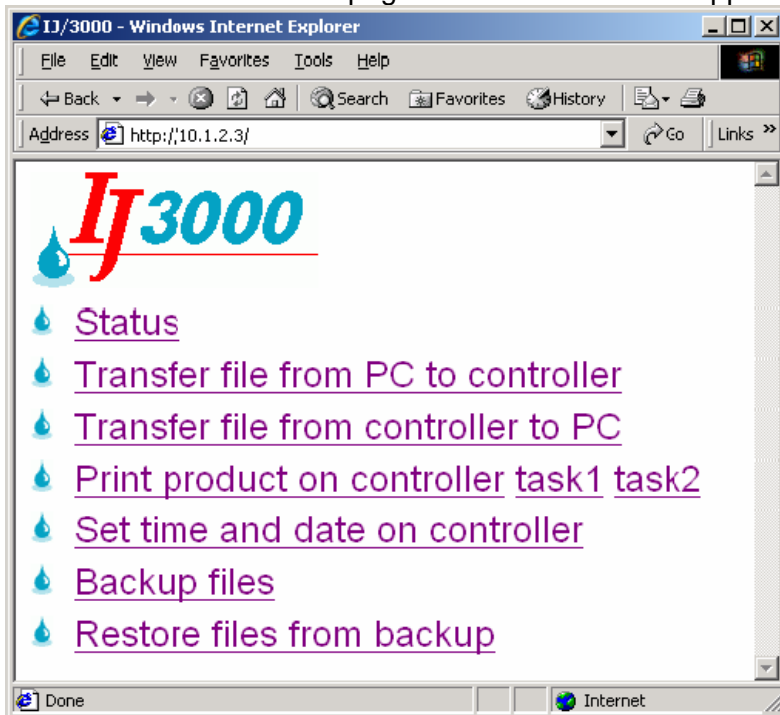 IJ/3000 - Windows Internet Explorer
File Edit View Favorites Tools Help
Back Search Favorites History
Address http://10.1.2.3/ Go Links »
IJ3000
Status
Transfer file from PC to controller
Transfer file from controller to PC
Print product on controller task1 task2
Set time and date on controller
Backup files
Restore files from backup
Done Internet